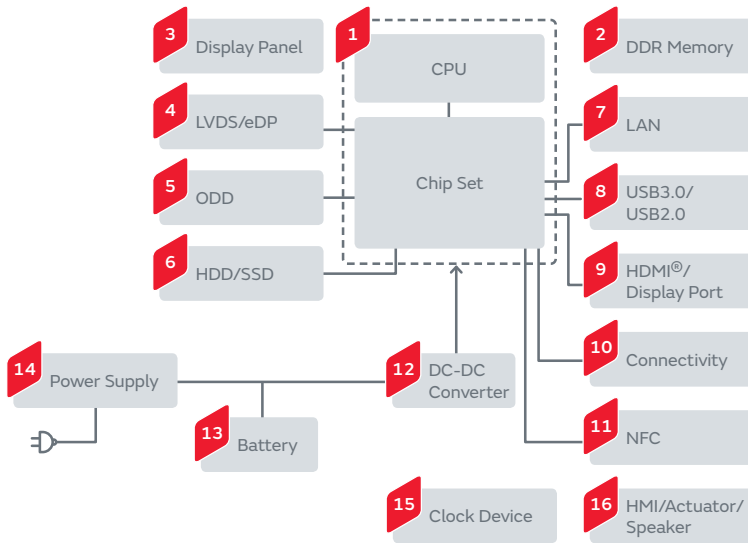 3
Display Panel
1
CPU
2
DDR Memory
4
LVDS/eDP
7
LAN
Chip Set
5
ODD
8
USB3.0/
USB2.0
6
HDD/SSD
9
HDMI®/
Display Port
14
Power Supply
12
DC-DC
Converter
10
Connectivity
13
Battery
11
NFC
15
Clock Device
16
HMI/Actuator/
Speaker